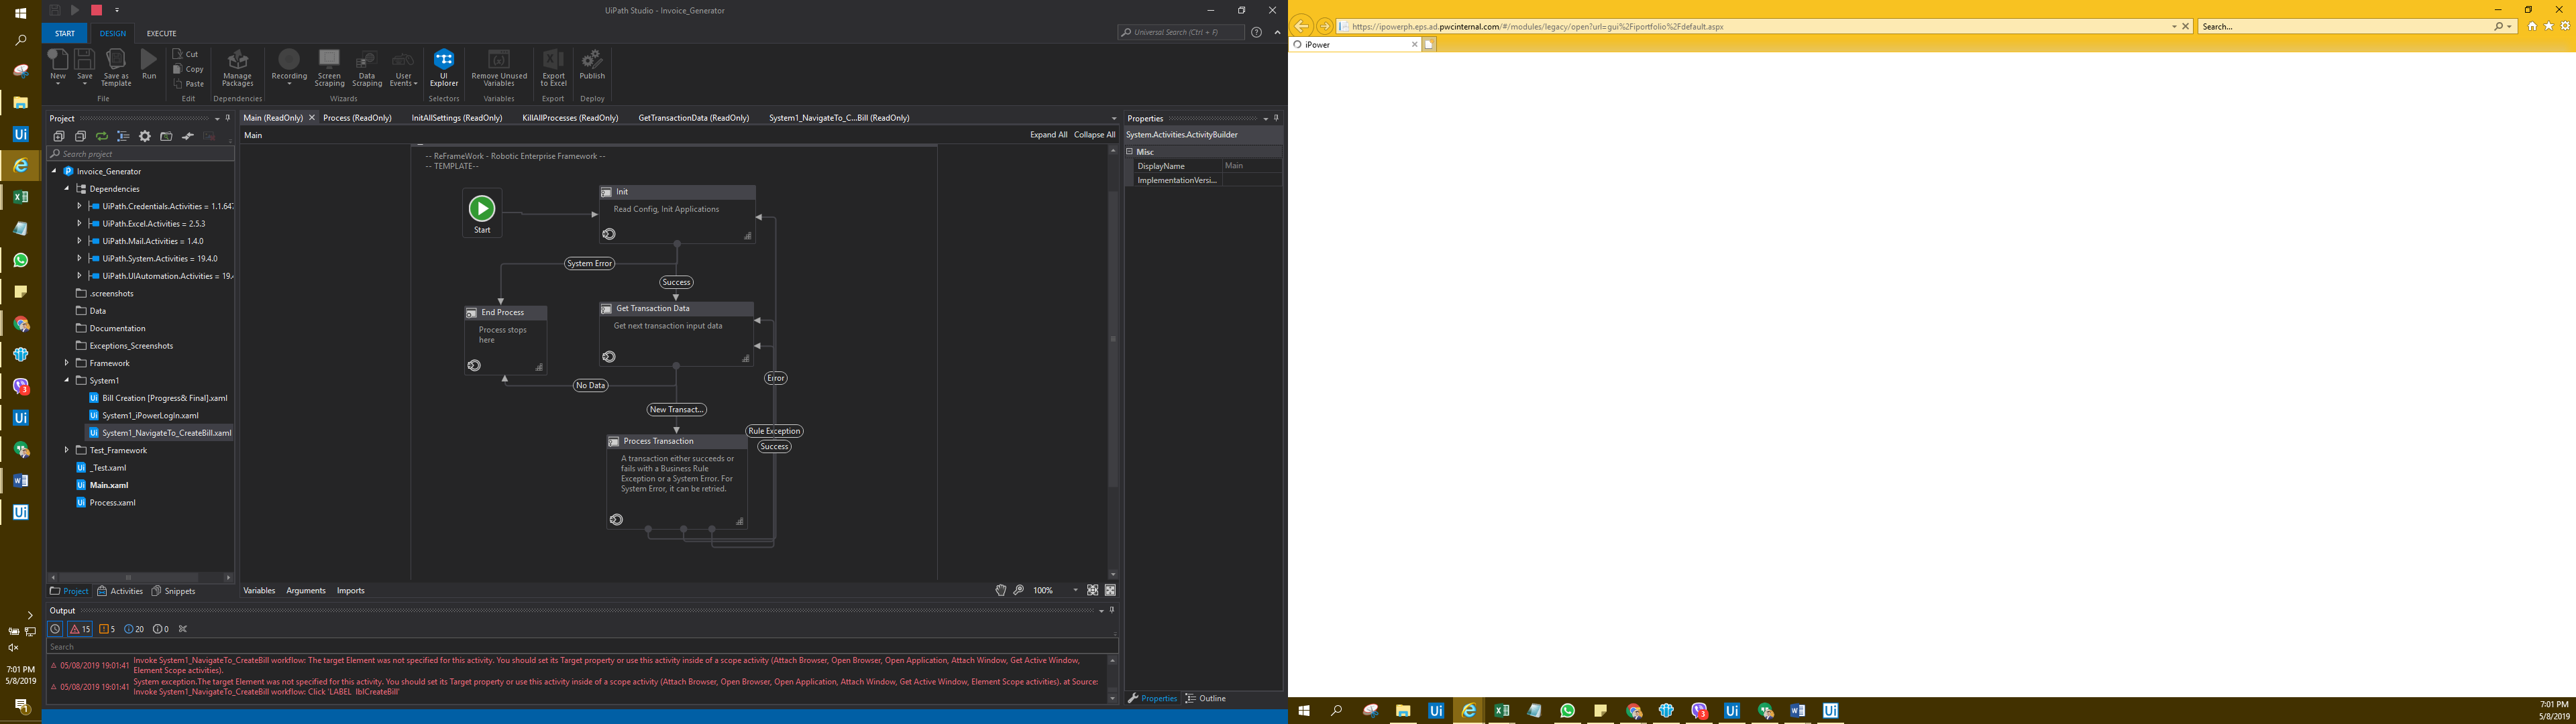 UiPath Studio - Invoice_Generator
START
DESIGN
EXECUTE
Universal Search (Ctrl + F)
New
Save
Save as
Template
Run
Cut
Copy
Paste
Manage
Packages
Recording
Screen
Scraping
Data
Scraping
User
Events
UI
Explorer
Remove Unused
Variables
Export
to Excel
Publish
File
Edit
Dependencies
Wizards
Selectors
Variables
Export
Deploy
Project
Search project
Invoice_Generator
Dependencies
UiPath.Credentials.Activities = 1.1.647
UiPath.Excel.Activities = 2.5.3
UiPath.Mail.Activities = 1.4.0
UiPath.System.Activities = 19.4.0
UiPath.UIAutomation.Activities = 19.
.screenshots
Data
Documentation
Exceptions_Screenshots
Framework
System1
Bill Creation [Progress& Final].xaml
System1_iPowerLogIn.xaml
System1_NavigateTo_CreateBill.xaml
Test_Framework
_Test.xaml
Main.xaml
Process.xaml
Project
Activities
Snippets
Main (ReadOnly)
Process (ReadOnly)
InitAllSettings (ReadOnly)
KillAllProcesses (ReadOnly)
GetTransactionData (ReadOnly)
System1_NavigateTo_C...Bill (ReadOnly)
Main
Expand All
Collapse All
-- ReFrameWork - Robotic Enterprise Framework --
-- TEMPLATE--
Start
Init
Read Config, Init Applications
System Error
Success
End Process
Process stops
here
Get Transaction Data
Get next transaction input data
No Data
Error
New Transact...
Rule Exception
Success
Process Transaction
A transaction either succeeds or
fails with a Business Rule
Exception or a System Error. For
System Error, it can be retried.
Variables
Arguments
Imports
100%
Output
15
5
20
0
Search
05/08/2019 19:01:41 Invoke System1_NavigateTo_CreateBill workflow: The target Element was not specified for this activity. You should set its Target property or use this activity inside of a scope activity (Attach Browser, Open Browser, Open Application, Attach Window, Get Active Window,
Element Scope activities).
05/08/2019 19:01:41 System exception.The target Element was not specified for this activity. You should set its Target property or use this activity inside of a scope activity (Attach Browser, Open Browser, Open Application, Attach Window, Get Active Window, Element Scope activities). at Source:
Invoke System1_NavigateTo_CreateBill workflow: Click 'LABEL lblCreateBill'
Properties
System.Activities.ActivityBuilder
Misc
DisplayName
Main
ImplementationVersi...
Properties
Outline
7:01 PM
5/8/2019
https://ipowerph.eps.ad.pwcinternal.com/#/modules/legacy/open?url=gui%2Fiportfolio%2Fdefault.aspx
Search...
iPower
7:01 PM
5/8/2019